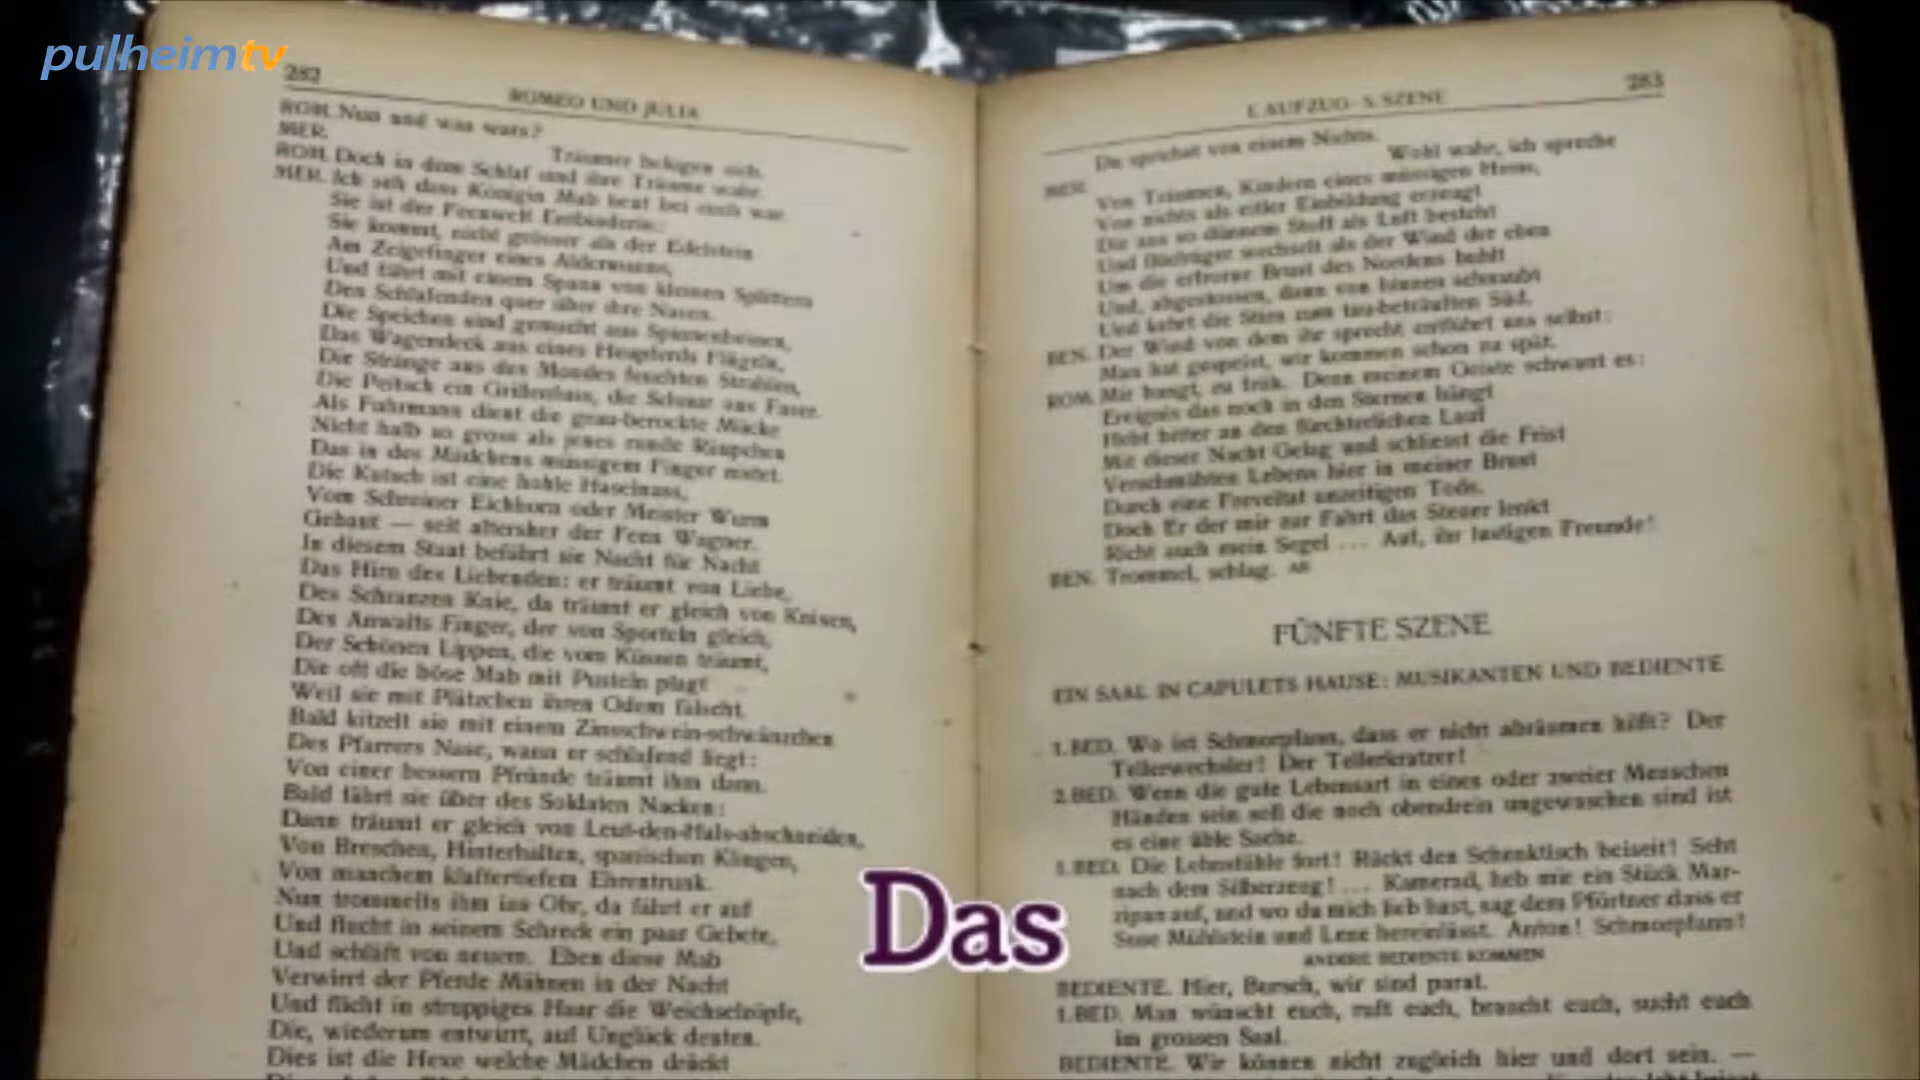 pulheimtv
282
ROMEO UND JULIA
ROM. Nun und was wars?
MER.
Träumer betrügen sich.
ROM. Doch in dem Schlaf sind ihre Träume wahr.
MER. Ich seh dass Königin Mab heut bei euch war.
Sie ist der Feenwelt Entbinderin:
Sie kommt, nicht grösser als der Edelstein
Am Zeigefinger eines Aldermanns,
Und fährt mit einem Spann von kleinen Splittern
Den Schlafenden quer über ihre Nasen.
Die Speichen sind gemacht aus Spinnenbeinen,
Das Wagendeck aus eines Heupferds Flügeln,
Die Stränge aus des Mondes feuchten Strahlen,
Die Peitsch ein Grillenbein, die Schnur aus Faser.
Als Fuhrmann dient die grau-berockte Mücke
Nicht halb so gross als jenes runde Räupchen
Das in des Mädchens müssigem Finger nistet.
Die Kutsch ist eine hohle Haselnuss,
Vom Schreiner Eichhorn oder Meister Wurm
Gebaut — seit altersher der Feen Wagner.
In diesem Staat befährt sie Nacht für Nacht
Das Hirn des Liebenden: er träumt von Liebe,
Des Schranzen Knie, da träumt er gleich von Knixen,
Des Anwalts Finger, der von Sporteln gleich,
Der Schönen Lippen, die vom Küssen träumt,
Die oft die böse Mab mit Pusteln plagt
Weil sie mit Plätzchen ihren Odem fälscht.
Bald kitzelt sie mit einem Zinsschwein-schwänzchen
Des Pfarrers Nase, wann er schlafend liegt:
Von einer bessern Pfründe träumt ihm dann.
Bald fährt sie über des Soldaten Nacken:
Dann träumt er gleich von Leut-den-Hals-abschneiden,
Von Breschen, Hinterhalten, spanischen Klingen,
Von manchem klaftertiefem Ehrentrunk.
Nun trommelts ihm ins Ohr, da fährt er auf
Und flucht in seinem Schreck ein paar Gebete,
Und schläft von neuem. Eben diese Mab
Verwirrt der Pferde Mähnen in der Nacht
Und flicht in struppiges Haar die Weichselzöpfe,
Die, wiederum entwirrt, auf Unglück deuten.
Dies ist die Hexe welche Mädchen drückt
I. AUFZUG · 5. SZENE
283
Du sprichst von einem Nichts.
MER.
Wohl wahr, ich spreche
Von Träumen, Kindern eines müssigen Hirns,
Von nichts als eitler Einbildung erzeugt
Die aus so dünnem Stoff als Luft besteht
Und flüchtiger wechselt als der Wind der eben
Um die erfrorne Brust des Nordens buhlt
Und, abgestossen, dann von hinnen schnaubt
Und kehrt die Stirn zum tau-beträuften Süd.
BEN. Der Wind von dem ihr sprecht entführt uns selbst:
Man hat gespeist, wir kommen schon zu spät.
ROM. Mir bangt, zu früh. Denn meinem Geiste schwant es:
Ereignis das noch in den Sternen hängt
Hebt bitter an den fürchterlichen Lauf
Mit dieser Nacht Gelag und schliesst die Frist
Verschmähten Lebens hier in meiner Brust
Durch eine Freveltat unzeitigen Tods.
Doch Er der mir zur Fahrt das Steuer lenkt
Richt auch mein Segel ... Auf, ihr lustigen Freunde!
BEN. Trommel, schlag. AB
FÜNFTE SZENE
EIN SAAL IN CAPULETS HAUSE: MUSIKANTEN UND BEDIENTE
1.BED. Wo ist Schmorpfann, dass er nicht abräumen hilft? Der
Tellerwechsler! Der Tellerkratzer!
2.BED. Wenn die gute Lebensart in eines oder zweier Menschen
Händen sein soll die noch obendrein ungewaschen sind ist
es eine üble Sache.
1.BED. Die Lehnstühle fort! Rückt den Schenktisch beiseit! Seht
nach dem Silberzeug! ... Kamerad, heb mir ein Stück Mar-
zipan auf, und wo du mich lieb hast, sag dem Pförtner dass er
Suse Mühlstein und Lene hereinlässt. Anton! Schmorpfann!
ANDERE BEDIENTE KOMMEN
BEDIENTE. Hier, Bursch, wir sind parat.
1.BED. Man wünscht euch, ruft euch, braucht euch, sucht euch
im grossen Saal.
BEDIENTE. Wir können nicht zugleich hier und dort sein. —
Das